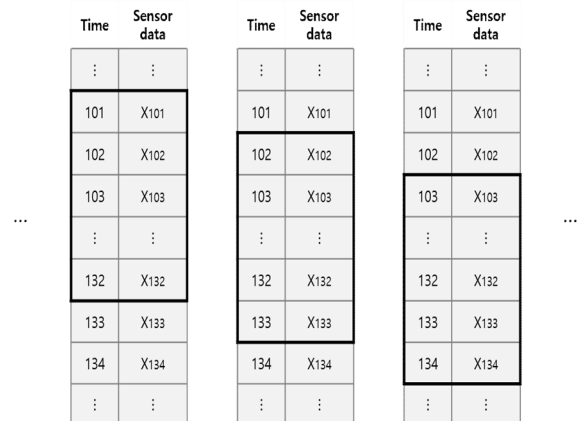 Time Sensor data Time Sensor data Time Sensor data
⋮ ⋮ ⋮ ⋮ ⋮ ⋮
101 X101 101 X101 101 X101
102 X102 102 X102 102 X102
103 X103 103 X103 103 X103
... ⋮ ⋮ ⋮ ⋮ ⋮ ⋮ ...
132 X132 132 X132 132 X132
133 X133 133 X133 133 X133
134 X134 134 X134 134 X134
⋮ ⋮ ⋮ ⋮ ⋮ ⋮